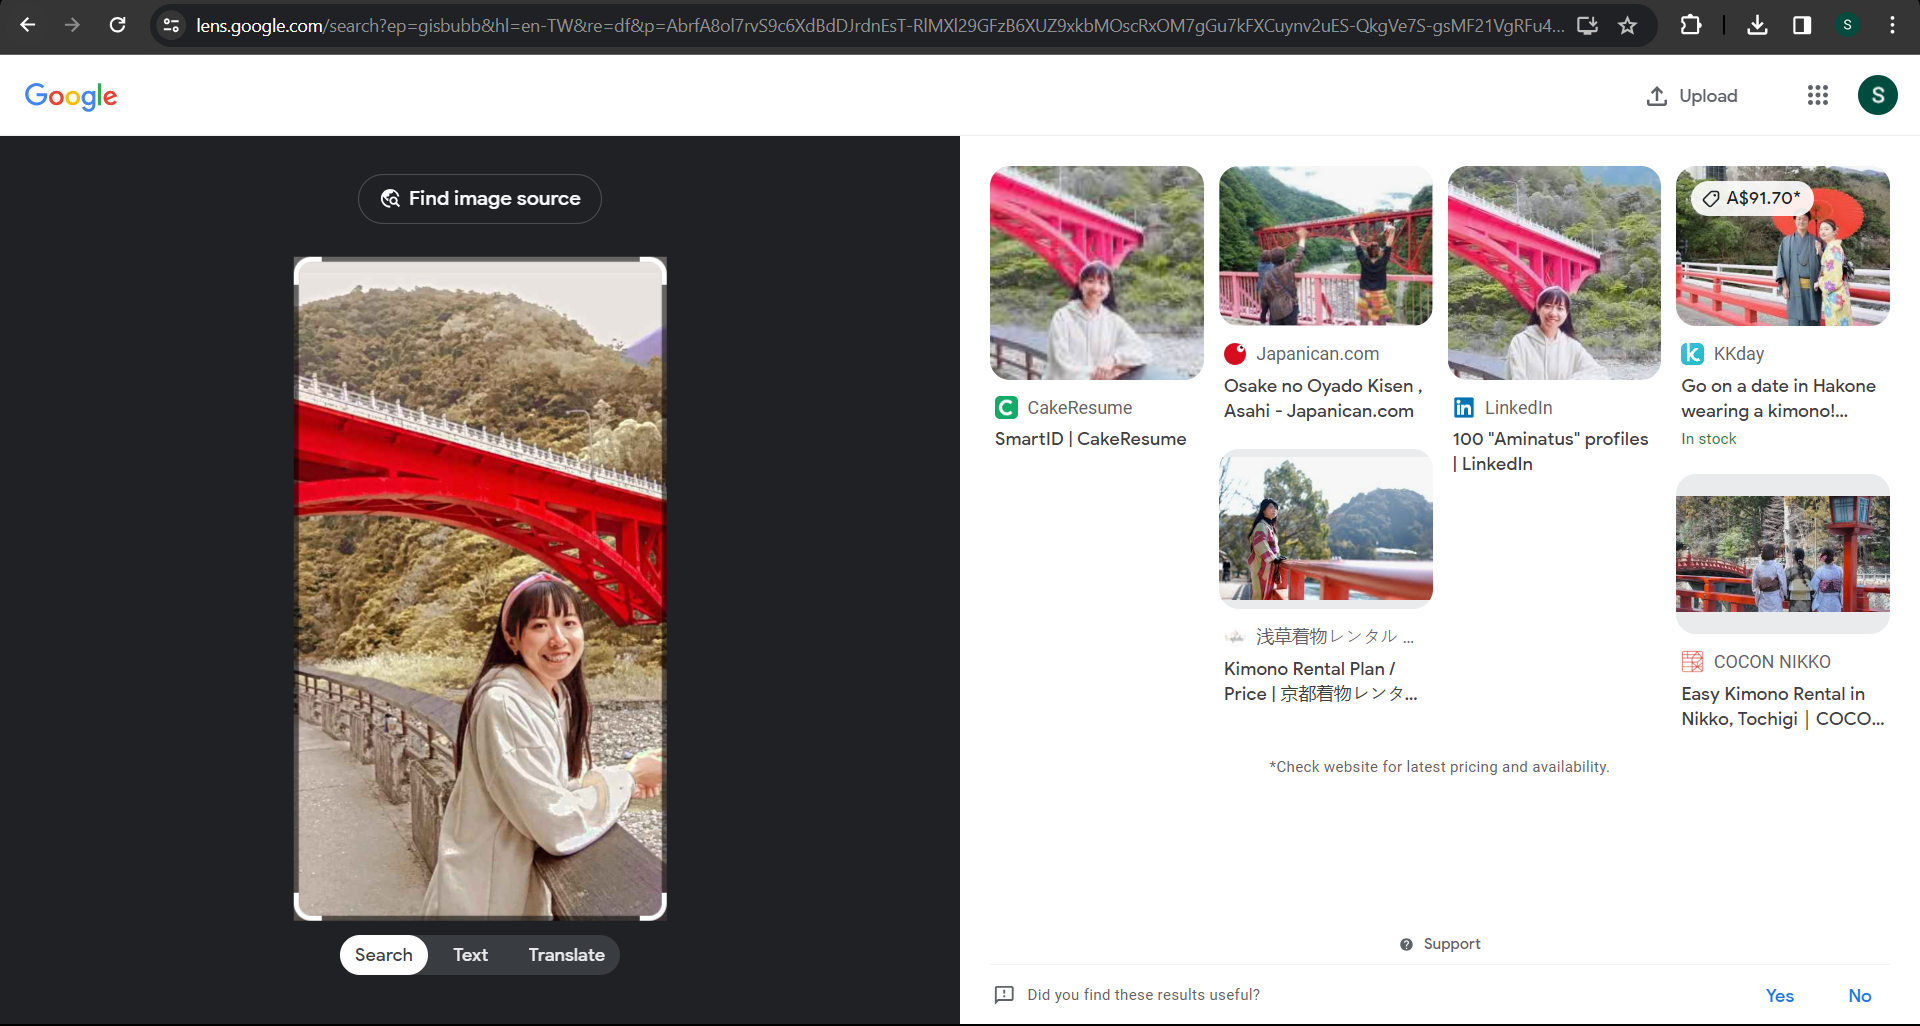 lens.google.com/search?ep=gisbubb&hl=en-TW&re=df&p=AbrfA8ol7rvS9c6XdBdDJrdnEsT-RlMXl29GFzB6XUZ9xkbMOscRxOM7gGu7kFXCuynv2uES-QkgVe7S-gsMF21VgRFu4...
S
Google
Upload
S
Find image source
Search
Text
Translate
CakeResume
SmartID | CakeResume
Japanican.com
Osake no Oyado Kisen ,
Asahi - Japanican.com
浅草着物レンタル ...
Kimono Rental Plan /
Price | 京都着物レンタ...
LinkedIn
100 "Aminatus" profiles
| LinkedIn
A$91.70*
KKday
Go on a date in Hakone
wearing a kimono!...
In stock
COCON NIKKO
Easy Kimono Rental in
Nikko, Tochigi | COCO...
*Check website for latest pricing and availability.
Support
Did you find these results useful?
Yes
No